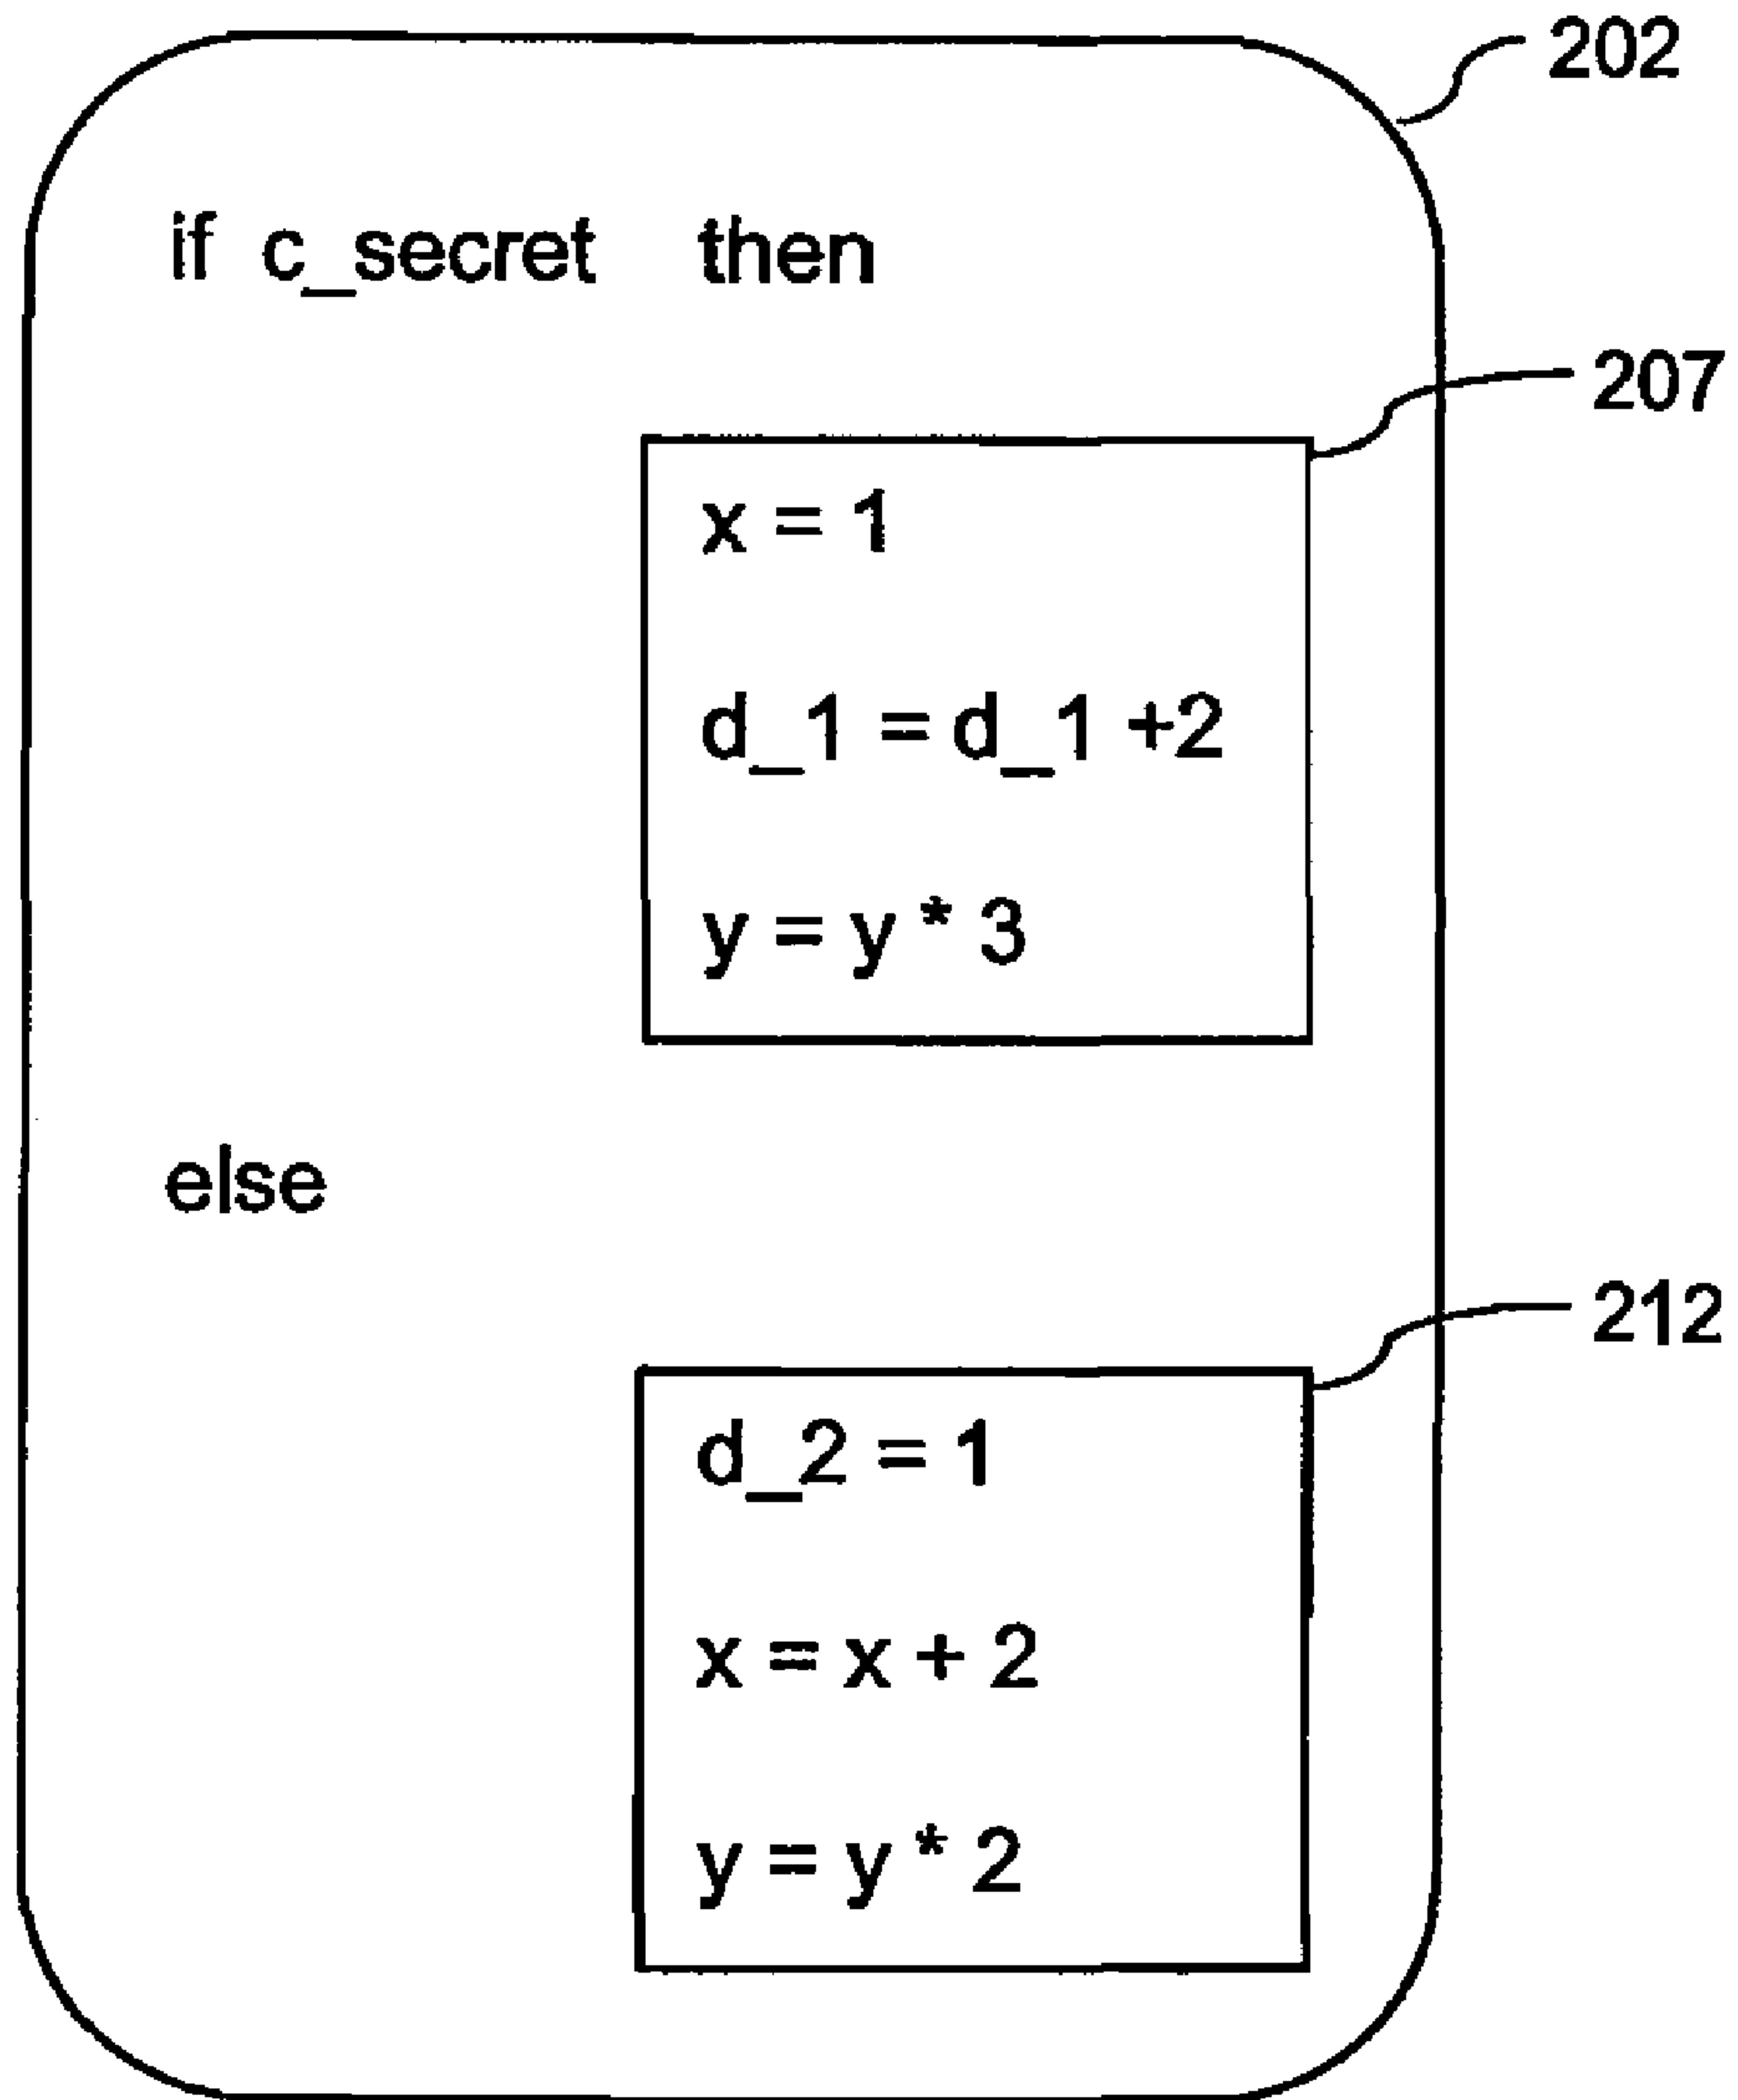 202
if c_secret then
207
x = 1
d_1 = d_1 +2
y = y * 3
else
212
d_2 = 1
x = x + 2
y = y * 2